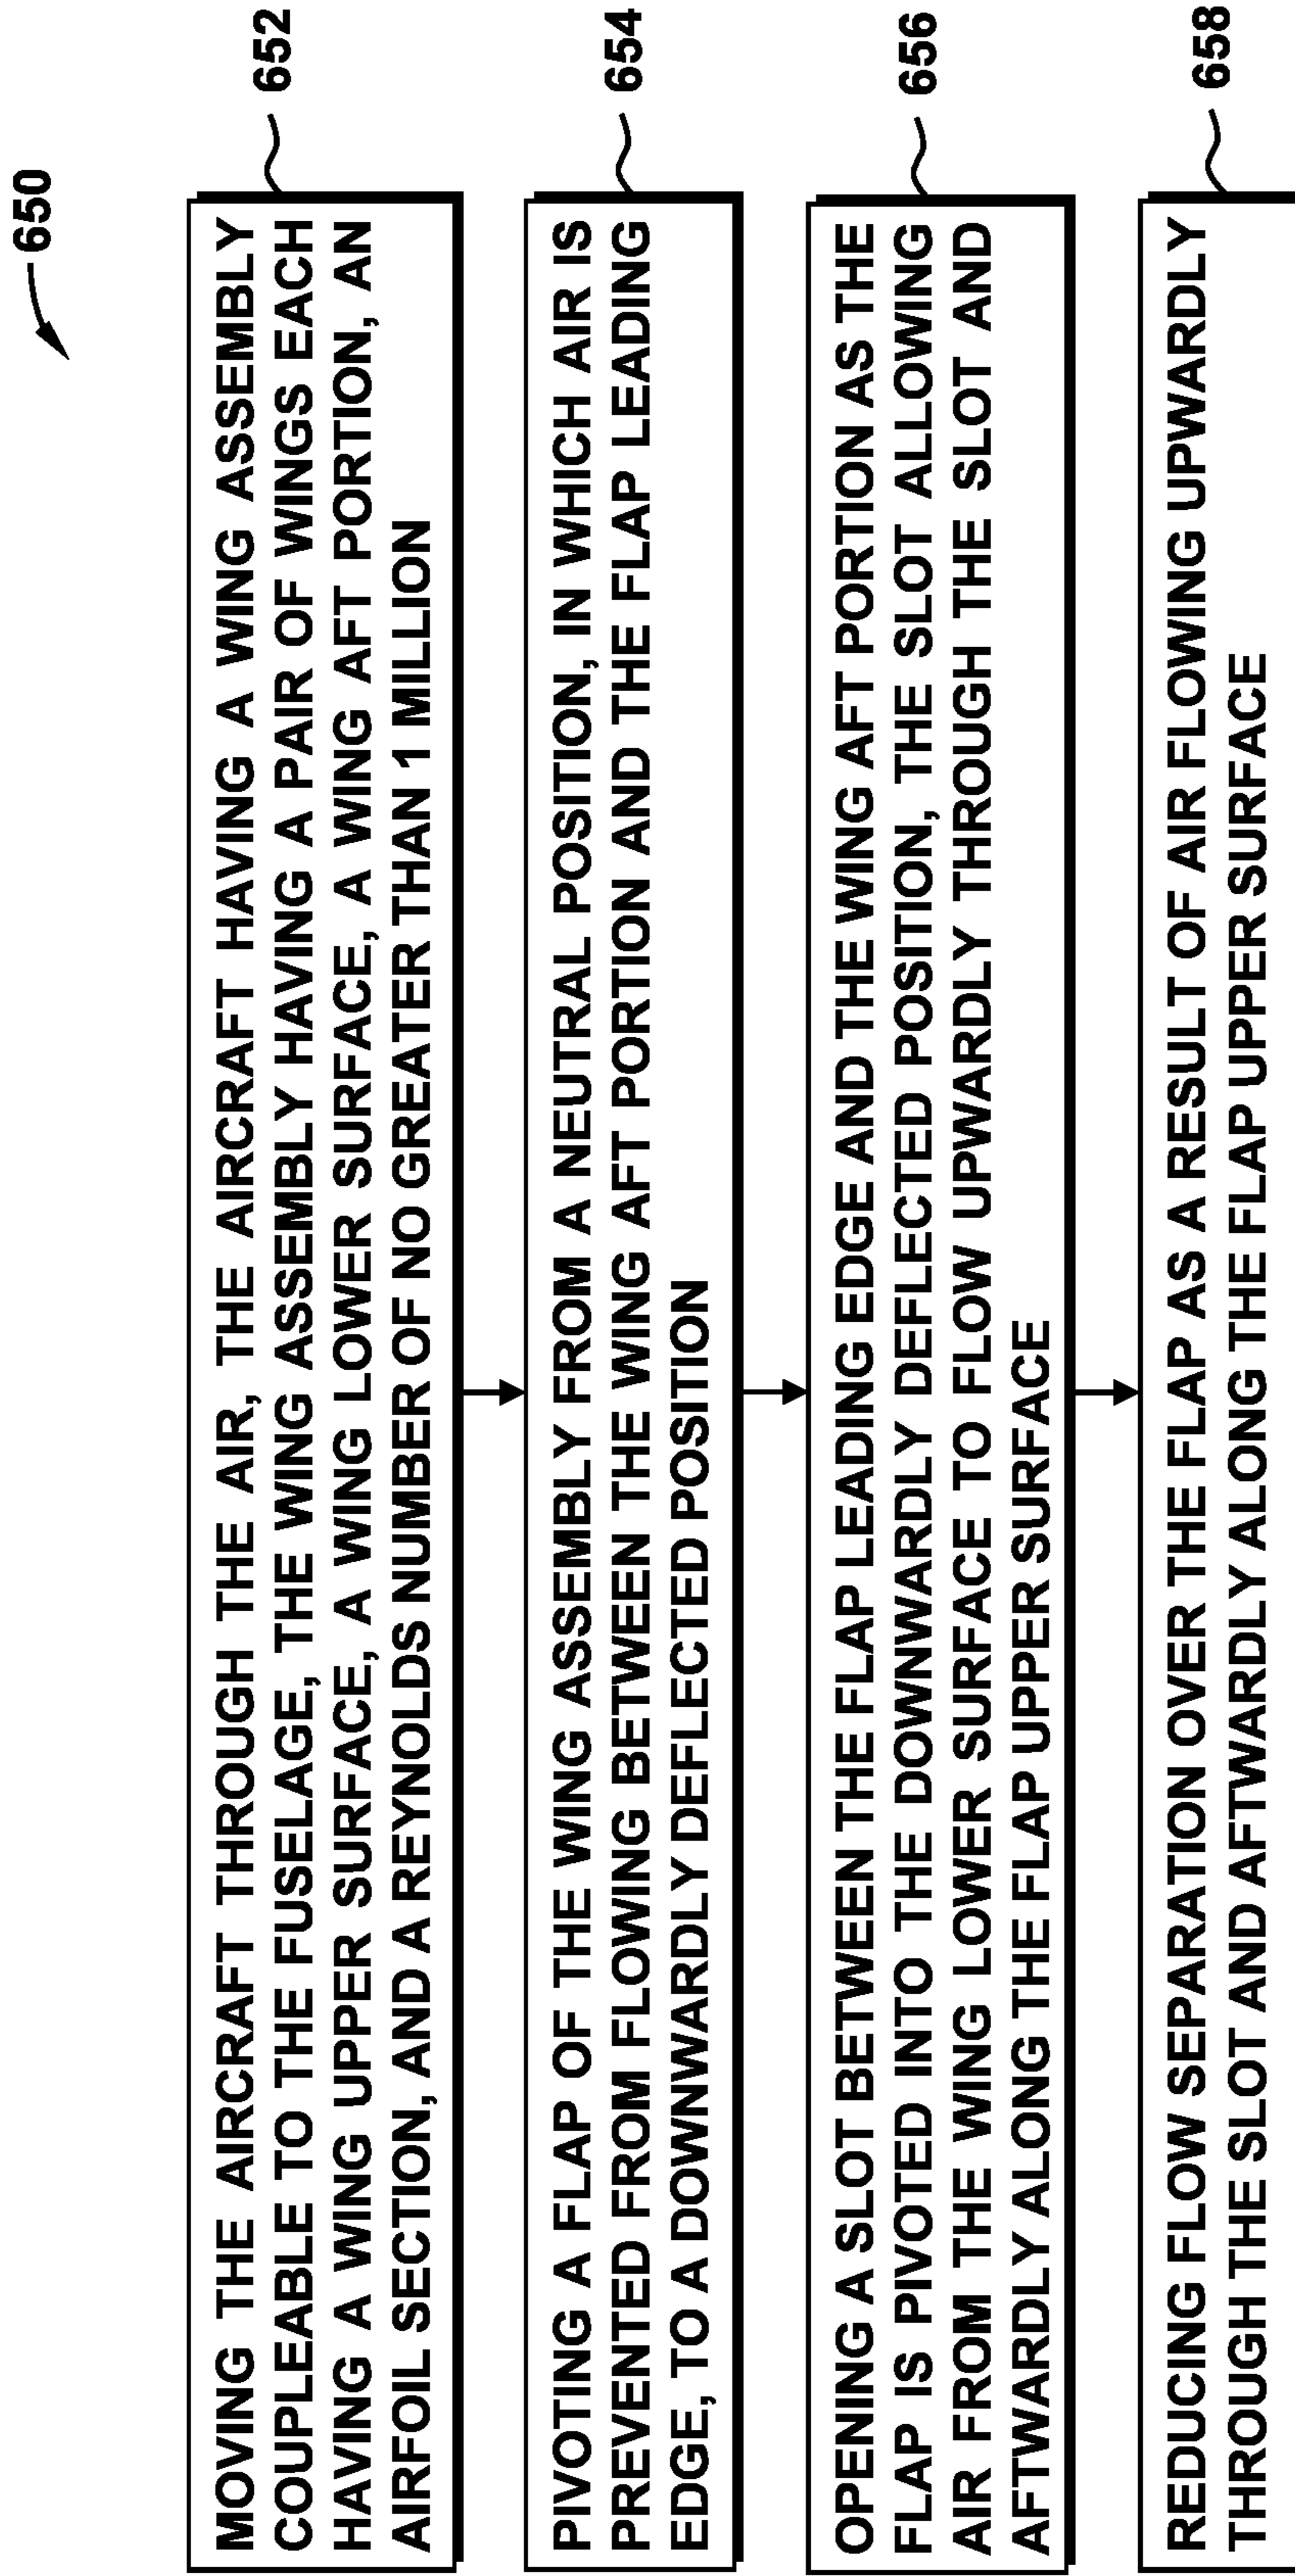 650
MOVING THE AIRCRAFT THROUGH THE AIR, THE AIRCRAFT HAVING A WING ASSEMBLY
COUPLEABLE TO THE FUSELAGE, THE WING ASSEMBLY HAVING A PAIR OF WINGS EACH
HAVING A WING UPPER SURFACE, A WING LOWER SURFACE, A WING AFT PORTION, AN
AIRFOIL SECTION, AND A REYNOLDS NUMBER OF NO GREATER THAN 1 MILLION
652
PIVOTING A FLAP OF THE WING ASSEMBLY FROM A NEUTRAL POSITION, IN WHICH AIR IS
PREVENTED FROM FLOWING BETWEEN THE WING AFT PORTION AND THE FLAP LEADING
EDGE, TO A DOWNWARDLY DEFLECTED POSITION
654
OPENING A SLOT BETWEEN THE FLAP LEADING EDGE AND THE WING AFT PORTION AS THE
FLAP IS PIVOTED INTO THE DOWNWARDLY DEFLECTED POSITION, THE SLOT ALLOWING
AIR FROM THE WING LOWER SURFACE TO FLOW UPWARDLY THROUGH THE SLOT AND
AFTWARDLY ALONG THE FLAP UPPER SURFACE
656
REDUCING FLOW SEPARATION OVER THE FLAP AS A RESULT OF AIR FLOWING UPWARDLY
THROUGH THE SLOT AND AFTWARDLY ALONG THE FLAP UPPER SURFACE
658